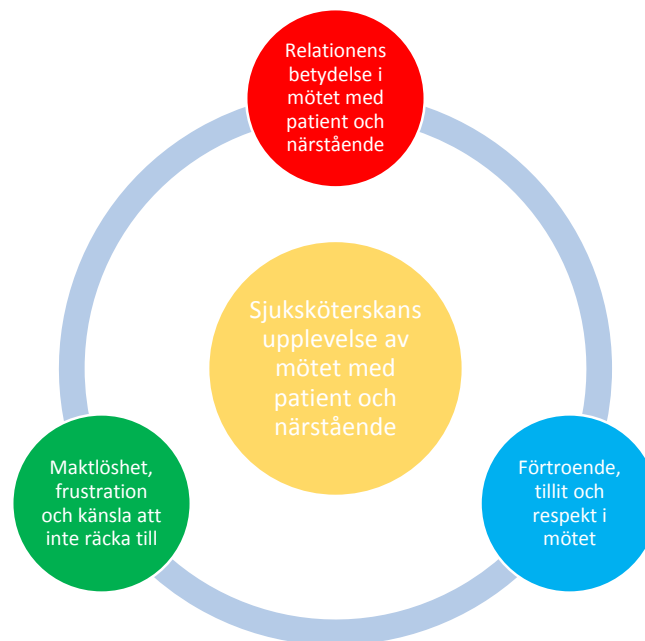 Relationens
betydelse i
mötet med
patient och
närstående
Sjuksköterskans
upplevelse av
mötet med
patient och
närstående
Maktlöshet,
frustration
och känsla att
inte räcka till
Förtroende,
tillit och
respekt i
mötet